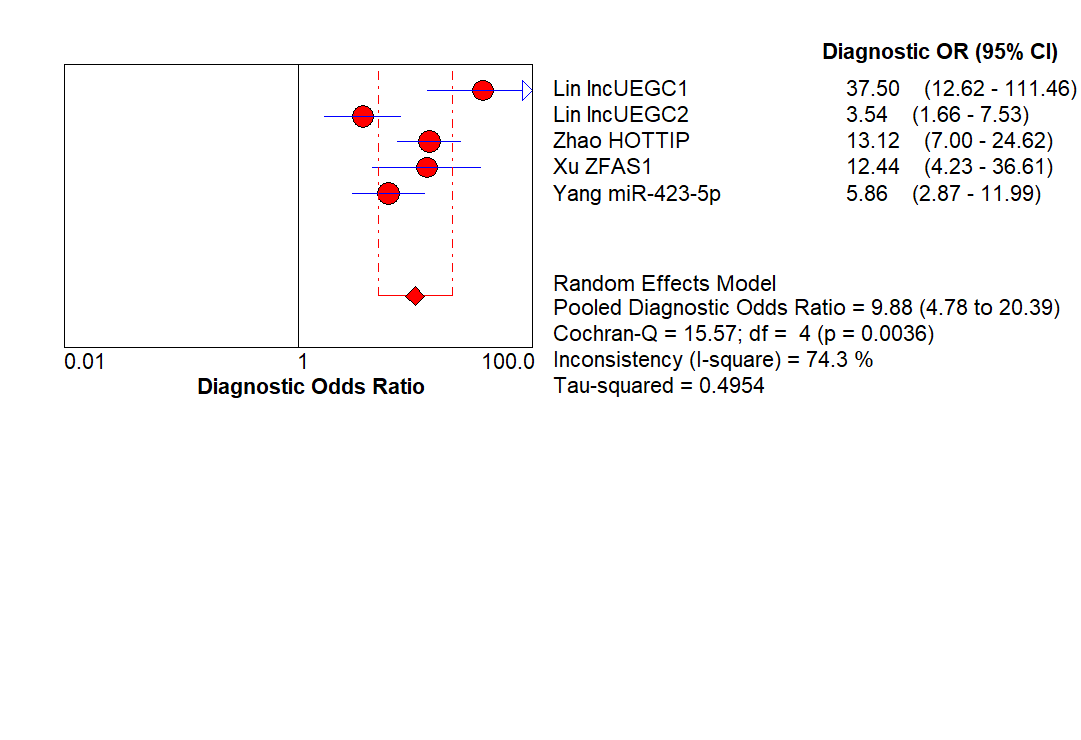 Diagnostic OR (95% CI)
Lin lncUEGC1 37.50 (12.62 - 111.46)
Lin lncUEGC2 3.54 (1.66 - 7.53)
Zhao HOTTIP 13.12 (7.00 - 24.62)
Xu ZFAS1 12.44 (4.23 - 36.61)
Yang miR-423-5p 5.86 (2.87 - 11.99)
Random Effects Model
Pooled Diagnostic Odds Ratio = 9.88 (4.78 to 20.39)
Cochran-Q = 15.57; df = 4 (p = 0.0036)
Inconsistency (I-square) = 74.3 %
Tau-squared = 0.4954
0.01 1 100.0
Diagnostic Odds Ratio